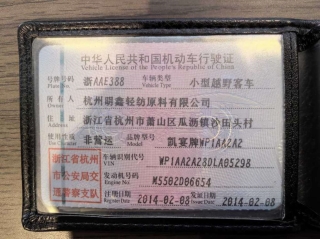 中华人民共和国机动车行驶证
Vehicle License of the People's Republic of China
号牌号码 Plate No. 浙AAE388 车辆类型 Vehicle Type 小型越野客车
所有人 Owner 杭州萌鑫轻纺原料有限公司
住址 Address 浙江省杭州市萧山区瓜沥镇沙田头村
使用性质 Use Character 非营运 品牌型号 Model 凯宴牌WP1AA2A2
浙江省杭州
市公安局交
通警察支队
车辆识别代号 VIN WP1AA2A28DLA05298
发动机号码 Engine No. M5502D06654
注册日期 Register Date 2014-02-08 发证日期 Issue Date 2014-02-08